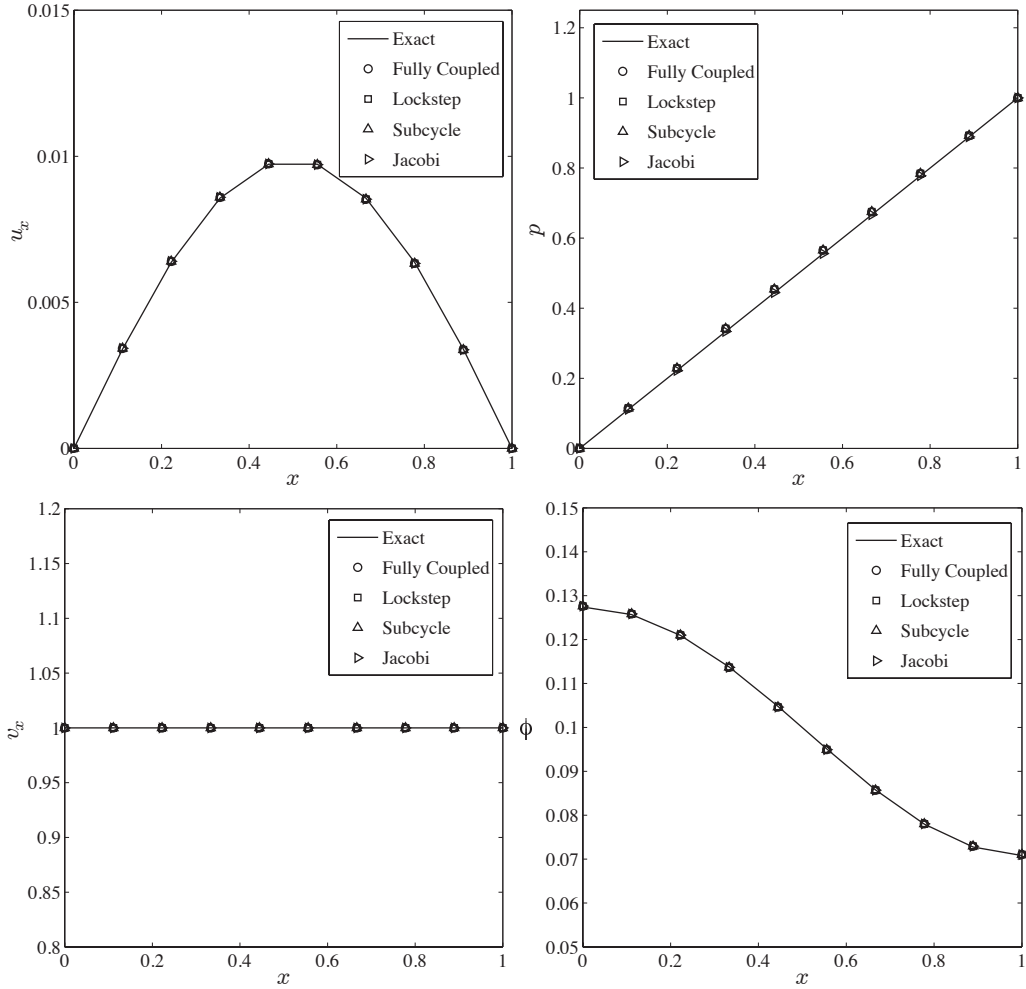 0.015
0.01
0.005
0
u_x
0
0.2
0.4
0.6
0.8
1
x
Exact
Fully Coupled
Lockstep
Subcycle
Jacobi
1.2
1
0.8
0.6
0.4
0.2
0
p
0
0.2
0.4
0.6
0.8
1
x
Exact
Fully Coupled
Lockstep
Subcycle
Jacobi
1.2
1.15
1.1
1.05
1
0.95
0.9
0.85
0.8
v_x
0
0.2
0.4
0.6
0.8
1
x
Exact
Fully Coupled
Lockstep
Subcycle
Jacobi
0.15
0.14
0.13
0.12
0.11
0.1
0.09
0.08
0.07
0.06
0.05
ϕ
0
0.2
0.4
0.6
0.8
1
x
Exact
Fully Coupled
Lockstep
Subcycle
Jacobi